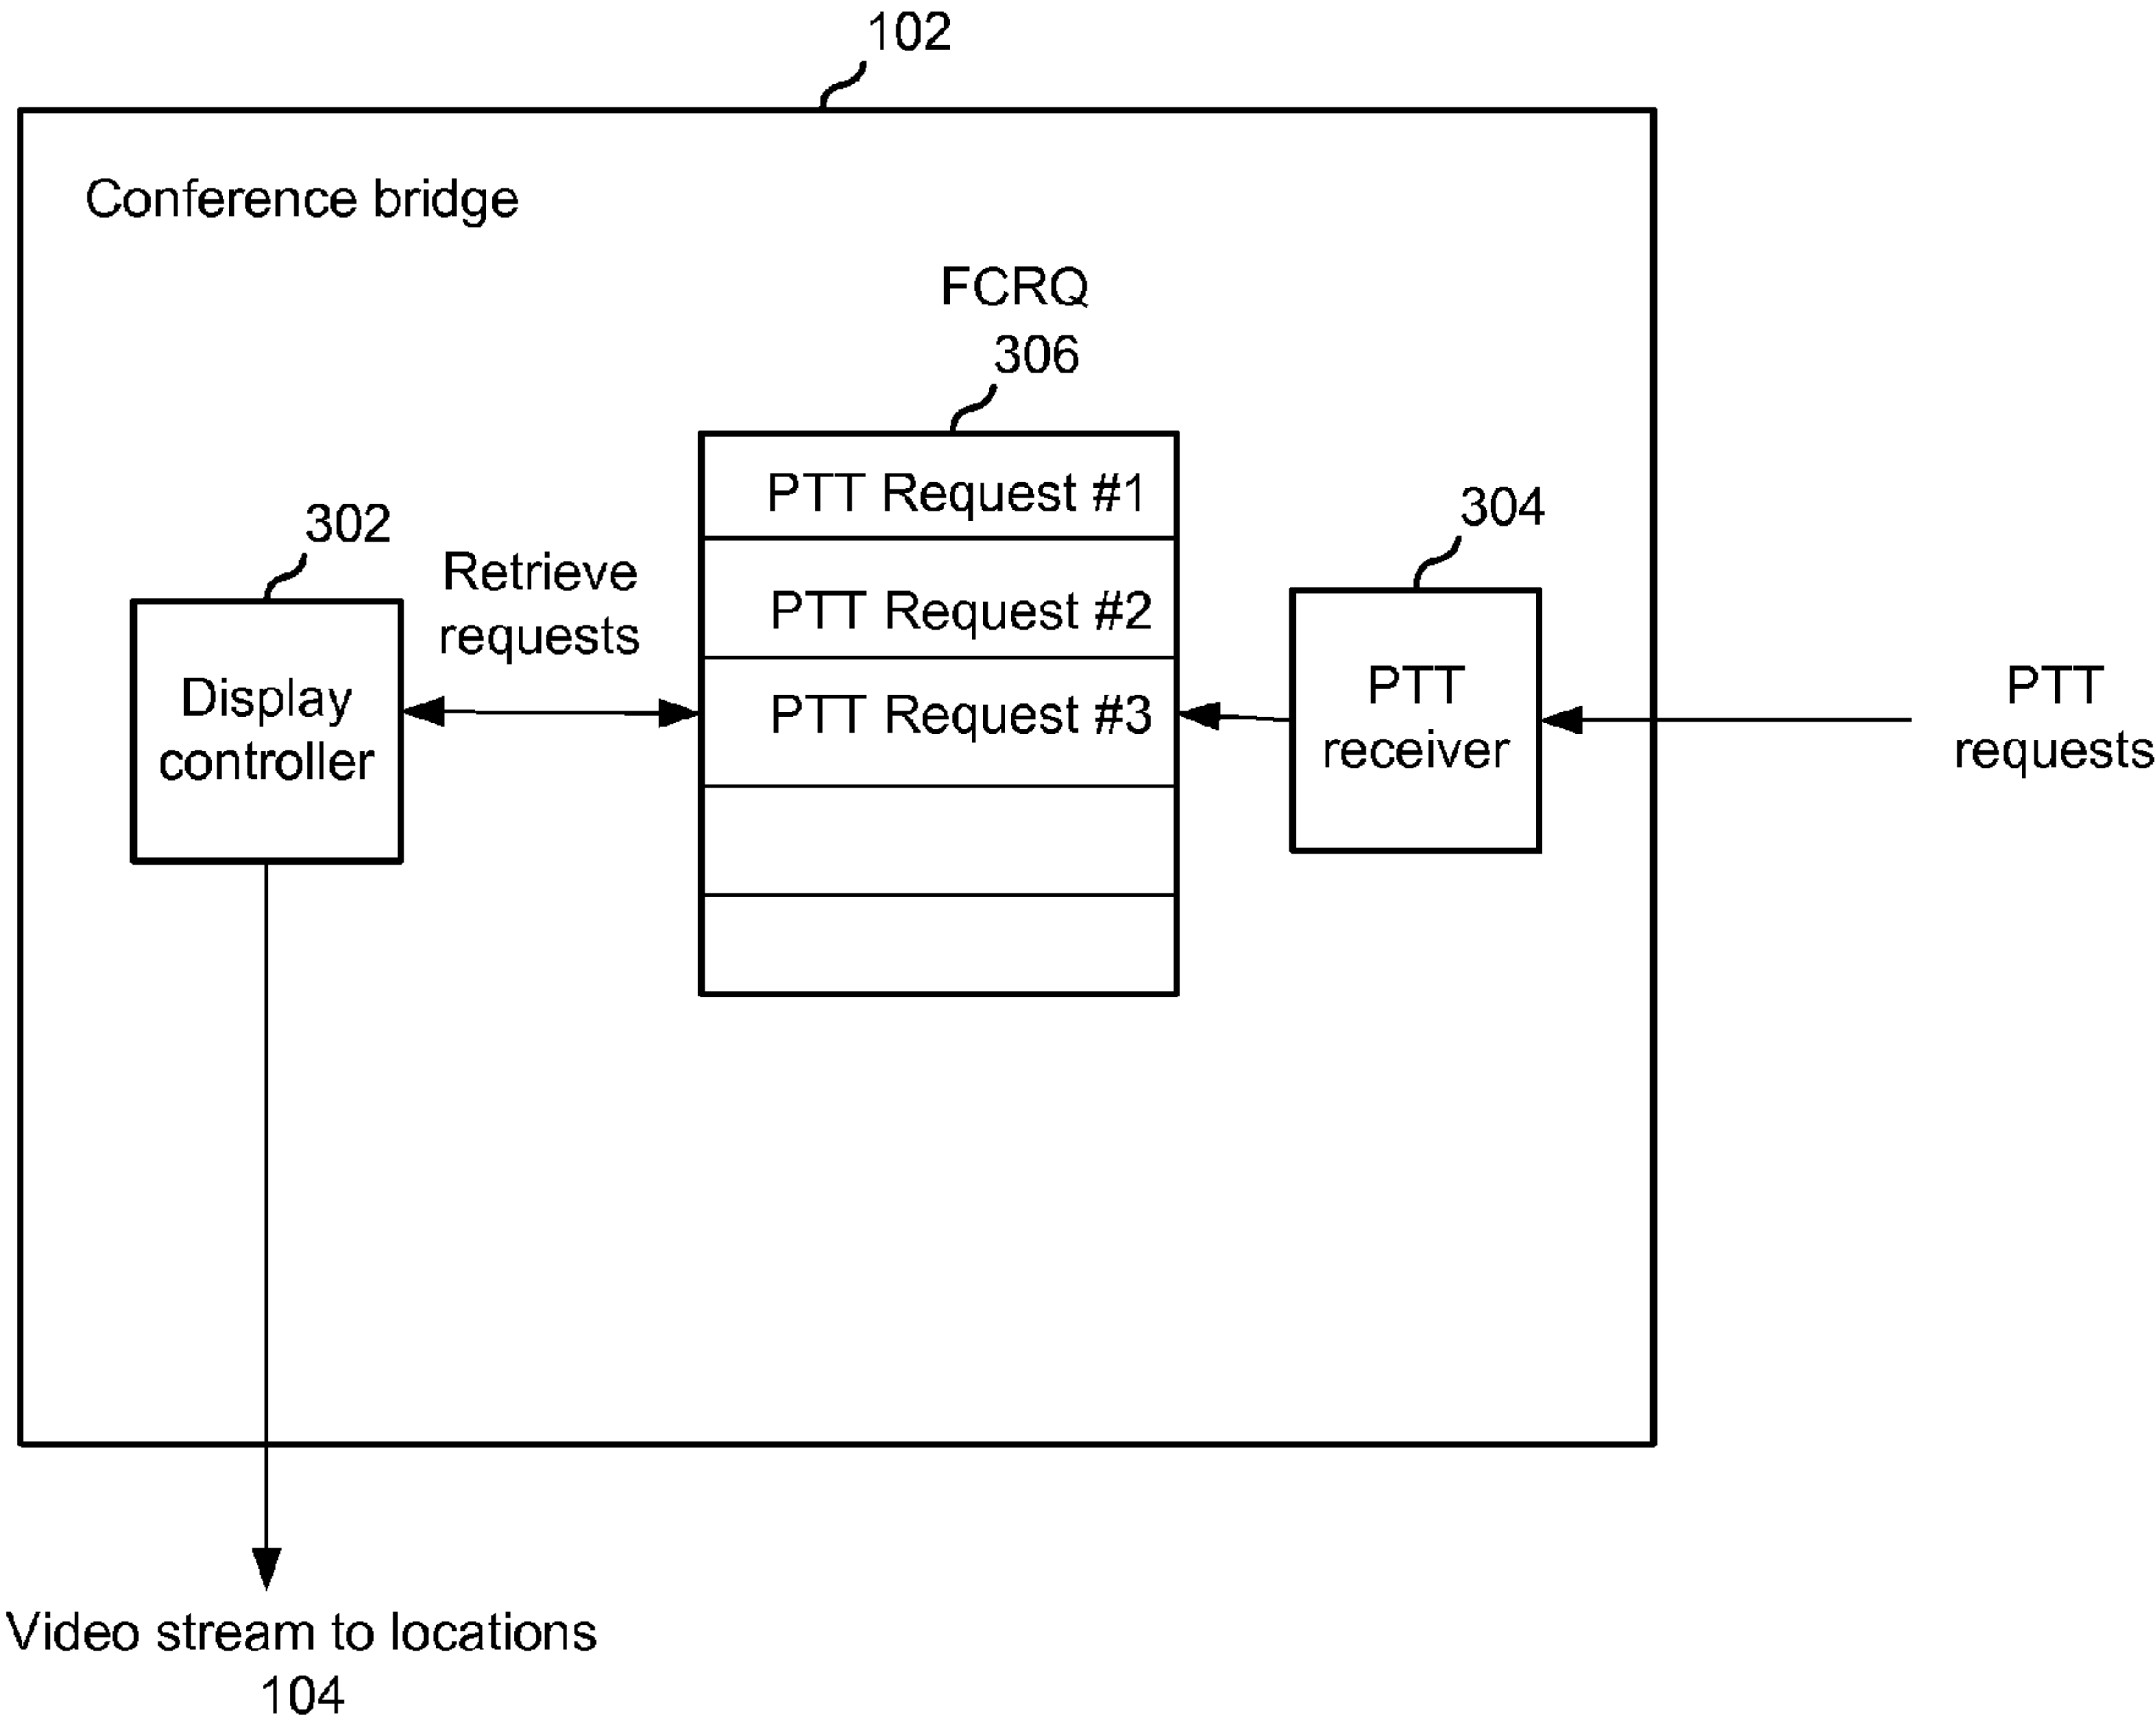 102
Conference bridge
FCRQ
306
PTT Request #1
302
304
Retrieve
requests
PTT Request #2
Display
controller
PTT Request #3
PTT
receiver
PTT
requests
Video stream to locations
104